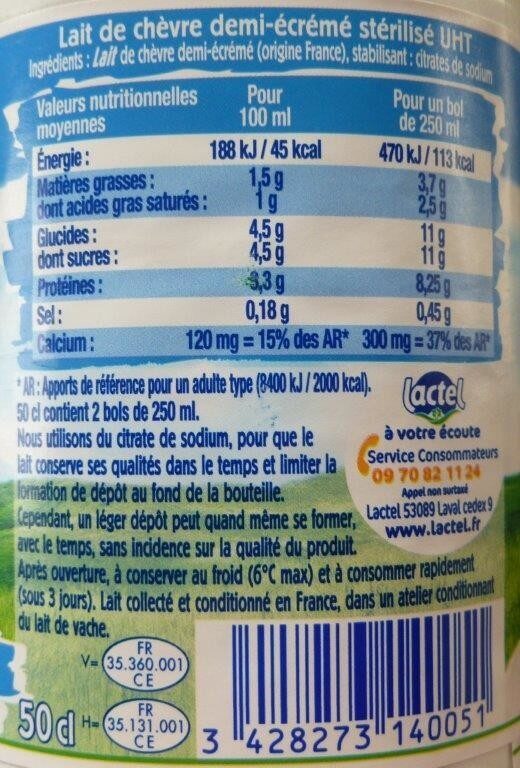 Lait de chèvre demi-écrémé stérilisé UHT
Ingrédients : Lait de chèvre demi-écrémé (origine France), stabilisant : citrates de sodium
Valeurs nutritionnelles moyennes Pour 100 ml Pour un bol de 250 ml
Énergie : 188 kJ / 45 kcal 470 kJ / 113 kcal
Matières grasses : 1,5 g 3,7 g
dont acides gras saturés : 1 g 2,5 g
Glucides : 4,5 g 11 g
dont sucres : 4,5 g 11 g
Protéines : 3,3 g 8,25 g
Sel : 0,18 g 0,45 g
Calcium : 120 mg = 15% des AR* 300 mg = 37% des AR*
* AR : Apports de référence pour un adulte type (8400 kJ / 2000 kcal).
50 cl contient 2 bols de 250 ml.
Nous utilisons du citrate de sodium, pour que le
lait conserve ses qualités dans le temps et limiter la
formation de dépôt au fond de la bouteille.
Cependant, un léger dépôt peut quand même se former,
avec le temps, sans incidence sur la qualité du produit.
Après ouverture, à conserver au froid (6°C max) et à consommer rapidement
(sous 3 jours). Lait collecté et conditionné en France, dans un atelier conditionnant
du lait de vache.
lactel
à votre écoute
Service Consommateurs
09 70 82 11 24
Appel non surtaxé
Lactel 53089 Laval cedex 9
www.lactel.fr
V= FR
35.360.001
CE
50 cl H= FR
35.131.001
CE
3 428273 140051